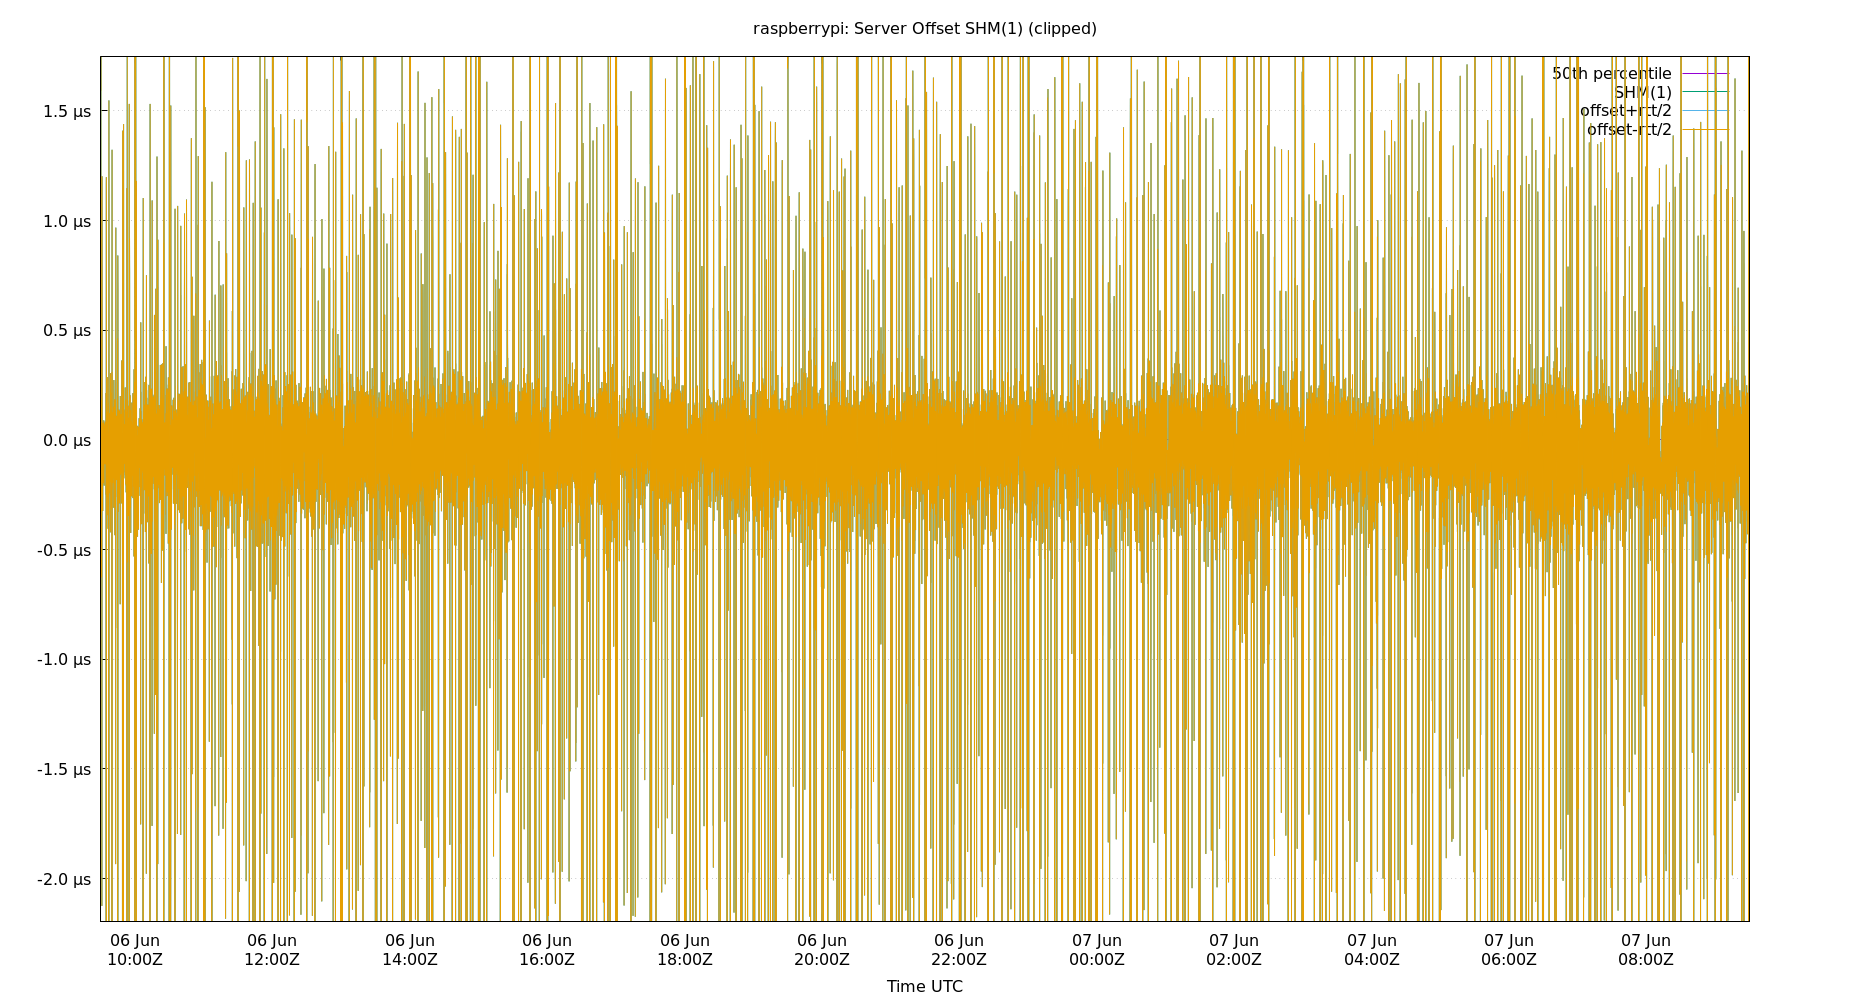 raspberrypi: Server Offset SHM(1) (clipped)
50th percentile
SHM(1)
offset+rtt/2
offset-rtt/2
1.5 µs
1.0 µs
0.5 µs
0.0 µs
-0.5 µs
-1.0 µs
-1.5 µs
-2.0 µs
06 Jun 06 Jun 06 Jun 06 Jun 06 Jun 06 Jun 06 Jun 07 Jun 07 Jun 07 Jun 07 Jun 07 Jun
10:00Z 12:00Z 14:00Z 16:00Z 18:00Z 20:00Z 22:00Z 00:00Z 02:00Z 04:00Z 06:00Z 08:00Z
Time UTC